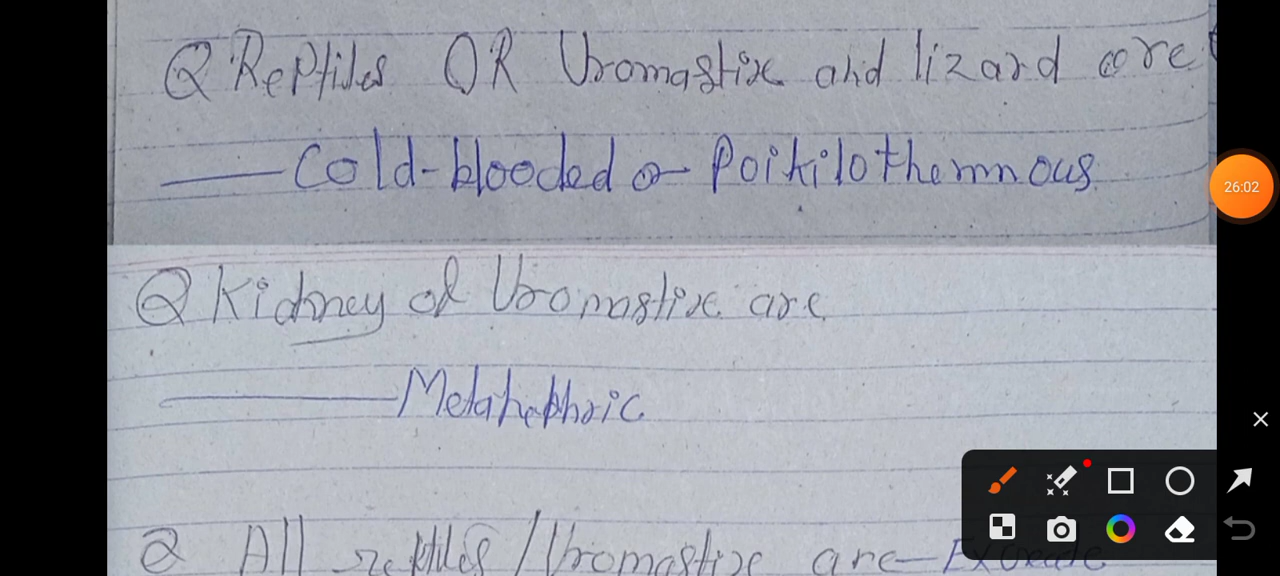 Q Reptiles OR Uromastix and lizard are
Cold-blooded or Poikilothermous
26:02
Q Kidney of Uromastix are
Metanephric
Q All reptiles / Uromastix are